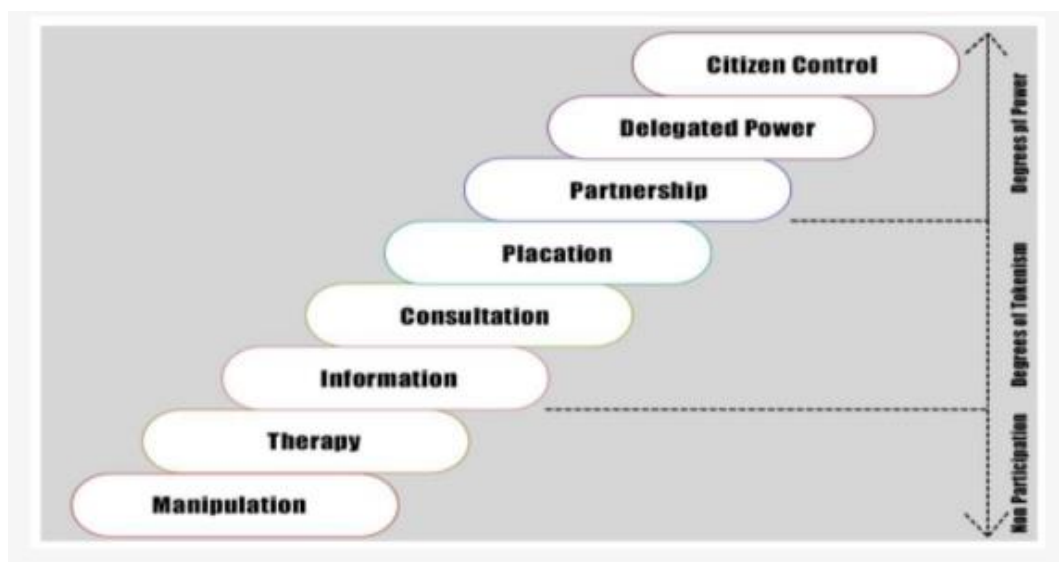 Citizen Control
Delegated Power
Partnership
Placation
Consultation
Information
Therapy
Manipulation
Degrees pf Power
Degrees of Tokenism
Non Participation